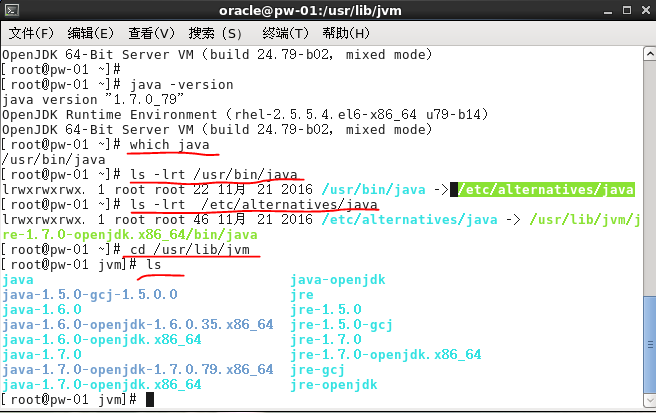 oracle@pw-01:/usr/lib/jvm
文件(F) 编辑(E) 查看(V) 搜索 (S) 终端(T) 帮助(H)
OpenJDK 64-Bit Server VM (build 24.79-b02, mixed mode)
[root@pw-01 ~]#
[root@pw-01 ~]# java -version
java version "1.7.0_79"
OpenJDK Runtime Environment (rhel-2.5.5.4.el6-x86_64 u79-b14)
OpenJDK 64-Bit Server VM (build 24.79-b02, mixed mode)
[root@pw-01 ~]# which java
/usr/bin/java
[root@pw-01 ~]# ls -lrt /usr/bin/java
lrwxrwxrwx. 1 root root 22 11月 21 2016 /usr/bin/java -> /etc/alternatives/java
[root@pw-01 ~]# ls -lrt  /etc/alternatives/java
lrwxrwxrwx. 1 root root 46 11月 21 2016 /etc/alternatives/java -> /usr/lib/jvm/j
re-1.7.0-openjdk.x86_64/bin/java
[root@pw-01 ~]# cd /usr/lib/jvm
[root@pw-01 jvm]# ls
java java-openjdk
java-1.5.0-gcj-1.5.0.0 jre
java-1.6.0 jre-1.5.0
java-1.6.0-openjdk-1.6.0.35.x86_64 jre-1.5.0-gcj
java-1.6.0-openjdk.x86_64 jre-1.7.0
java-1.7.0 jre-1.7.0-openjdk.x86_64
java-1.7.0-openjdk-1.7.0.79.x86_64 jre-gcj
java-1.7.0-openjdk.x86_64 jre-openjdk
[root@pw-01 jvm]#